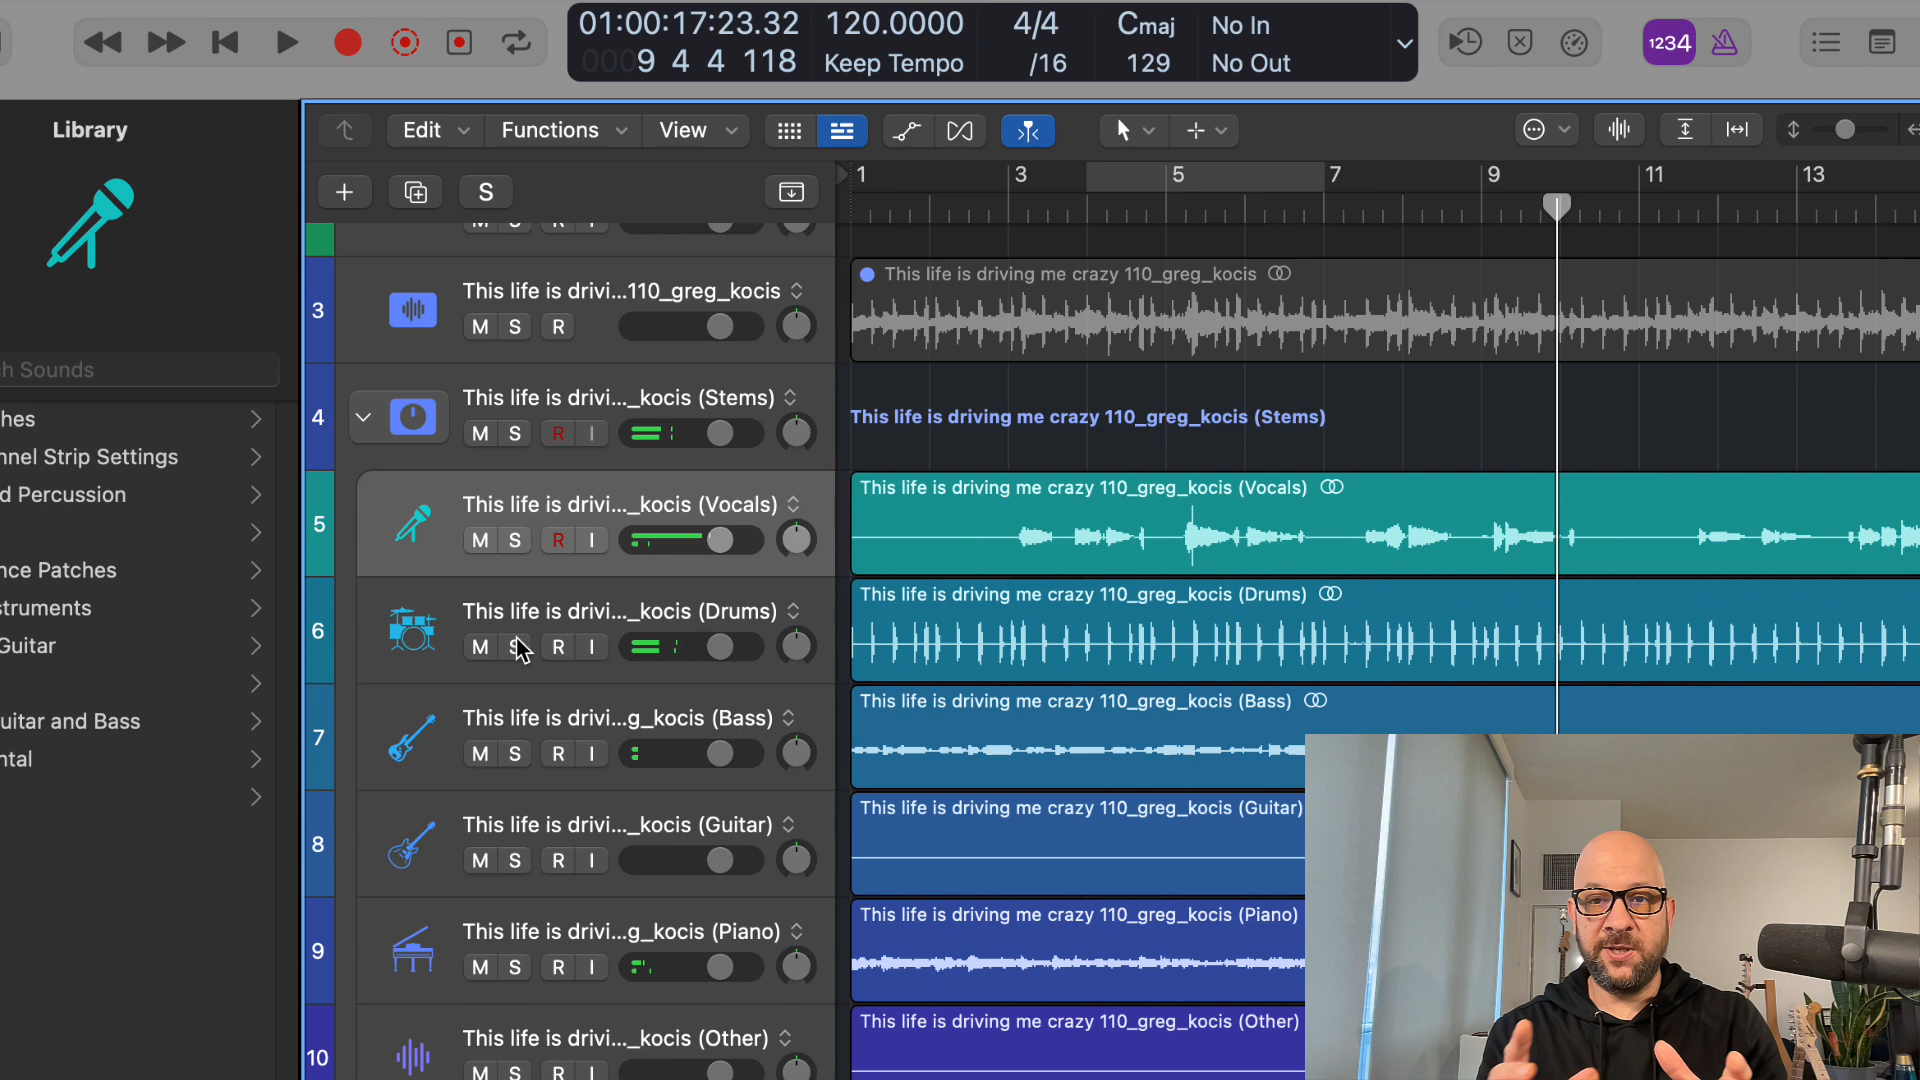 01:00:17:23.32 120.0000 4/4 Cmaj No In
0009 4 4 118 Keep Tempo /16 129 No Out
1234
Library
Edit Functions View
S
1 3 5 7 9 11 13
M S R I
3 This life is drivi...110_greg_kocis
M S R
This life is driving me crazy 110_greg_kocis
h Sounds
hes
nnel Strip Settings
d Percussion
nce Patches
struments
Guitar
uitar and Bass
ntal
4 This life is drivi..._kocis (Stems)
M S R I
This life is driving me crazy 110_greg_kocis (Stems)
5 This life is drivi..._kocis (Vocals)
M S R I
This life is driving me crazy 110_greg_kocis (Vocals)
6 This life is drivi..._kocis (Drums)
M S R I
This life is driving me crazy 110_greg_kocis (Drums)
7 This life is drivi...g_kocis (Bass)
M S R I
This life is driving me crazy 110_greg_kocis (Bass)
8 This life is drivi..._kocis (Guitar)
M S R I
This life is driving me crazy 110_greg_kocis (Guitar)
9 This life is drivi...g_kocis (Piano)
M S R I
This life is driving me crazy 110_greg_kocis (Piano)
10 This life is drivi..._kocis (Other)
M S R I
This life is driving me crazy 110_greg_kocis (Other)